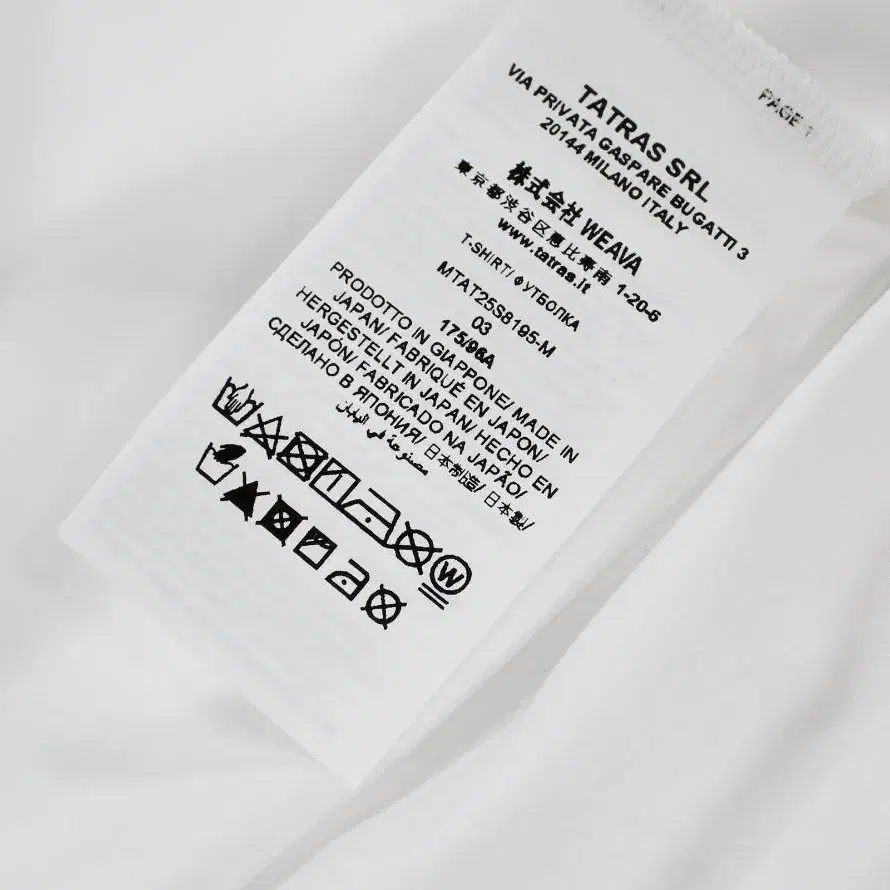 PAGE 1
TATRAS SRL
VIA PRIVATA GASPARE BUGATTI 3
20144 MILANO ITALY
株式会社 WEAVA
東京都渋谷区恵比寿南 1-20-6
www.tatras.it
T-SHIRT/ ФУТБОЛКА
MTAT25S8195-M
03
175/96A
PRODOTTO IN GIAPPONE/ MADE IN
JAPAN/ FABRIQUÉ EN JAPON/
HERGESTELLT IN JAPAN/ HECHO EN
JAPÓN/ FABRICADO NA JAPÃO/
СДЕЛАНО В ЯПОНИЯ/ 日本制造/ 日本製/
مصنوعة في اليابان
W